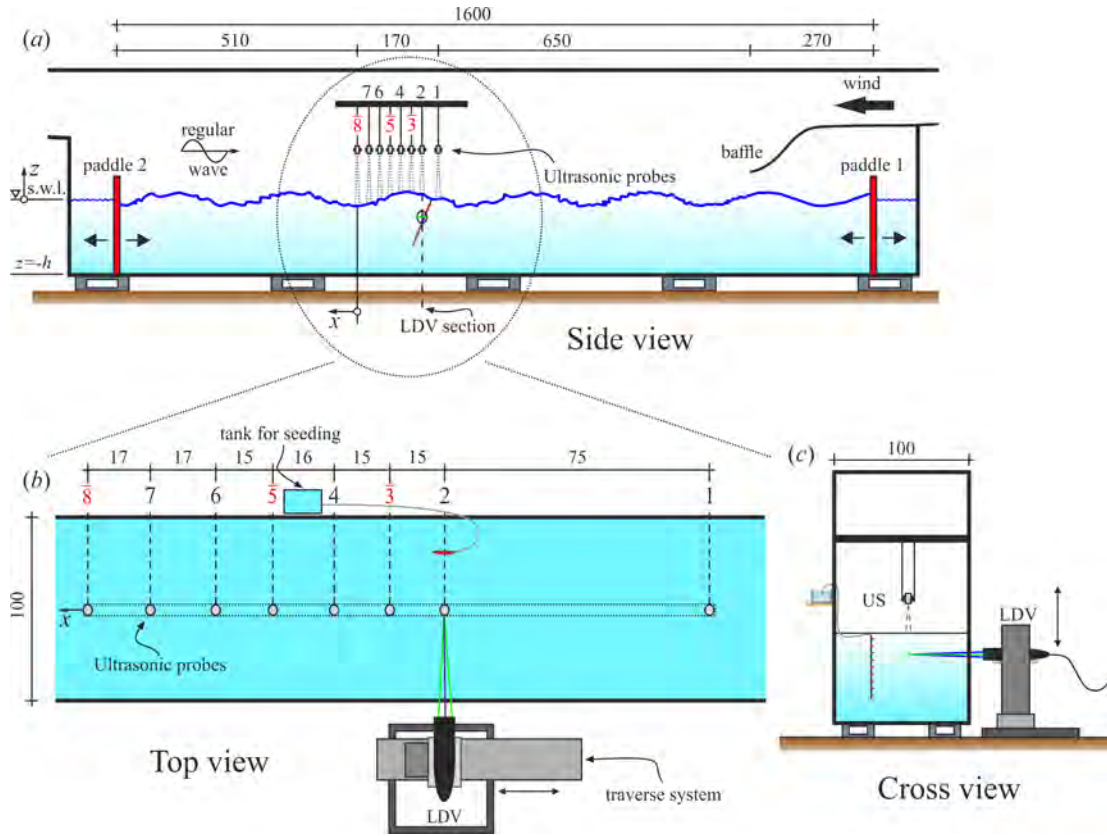 1600
(a)
510 170 650 270
7 6 4 2 1
8 5 3
wind
regular
wave
baffle
Ultrasonic probes
paddle 2
paddle 1
z
s.w.l.
z=-h
x
LDV section
Side view
tank for seeding
17 17 15 16 15 15 75
(b)
8 7 6 5 4 3 2 1
100
x
Ultrasonic probes
Top view
LDV
traverse system
100
(c)
US
LDV
Cross view